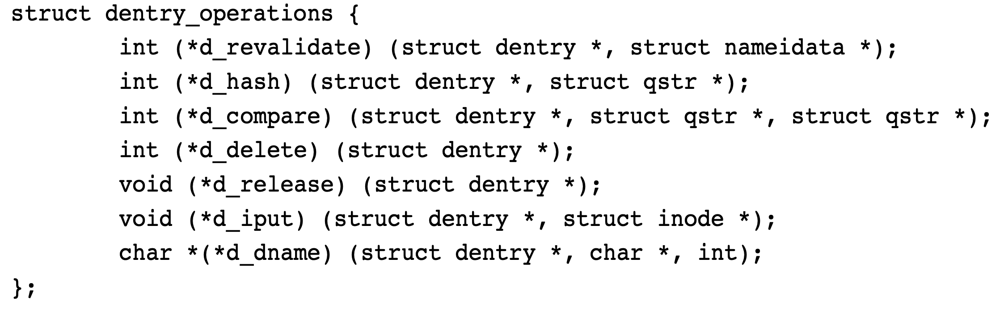 struct dentry_operations {
        int (*d_revalidate) (struct dentry *, struct nameidata *);
        int (*d_hash) (struct dentry *, struct qstr *);
        int (*d_compare) (struct dentry *, struct qstr *, struct qstr *);
        int (*d_delete) (struct dentry *);
        void (*d_release) (struct dentry *);
        void (*d_iput) (struct dentry *, struct inode *);
        char *(*d_dname) (struct dentry *, char *, int);
};